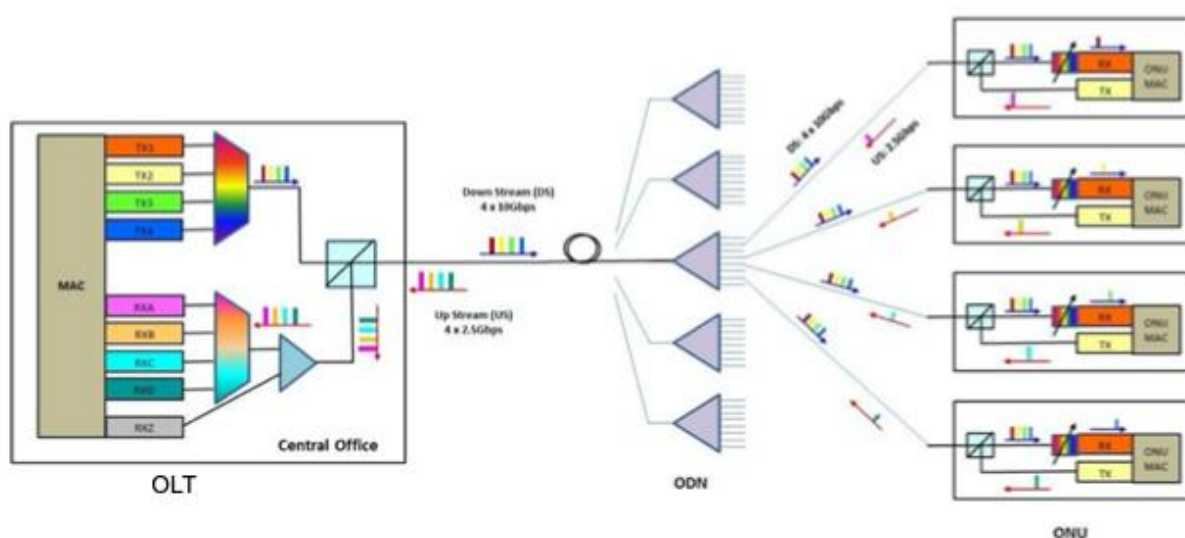 TX1
TX2
TX3
TX4
MAC
RXA
RXB
RXC
RXD
RXZ
Central Office
OLT
Down Stream (DS)
4 x 10Gbps
Up Stream (US)
4 x 2.5Gbps
ODN
DS: 4 x 10Gbps
US: 2.5Gbps
RX
TX
ONU
MAC
RX
TX
ONU
MAC
RX
TX
ONU
MAC
RX
TX
ONU
MAC
ONU